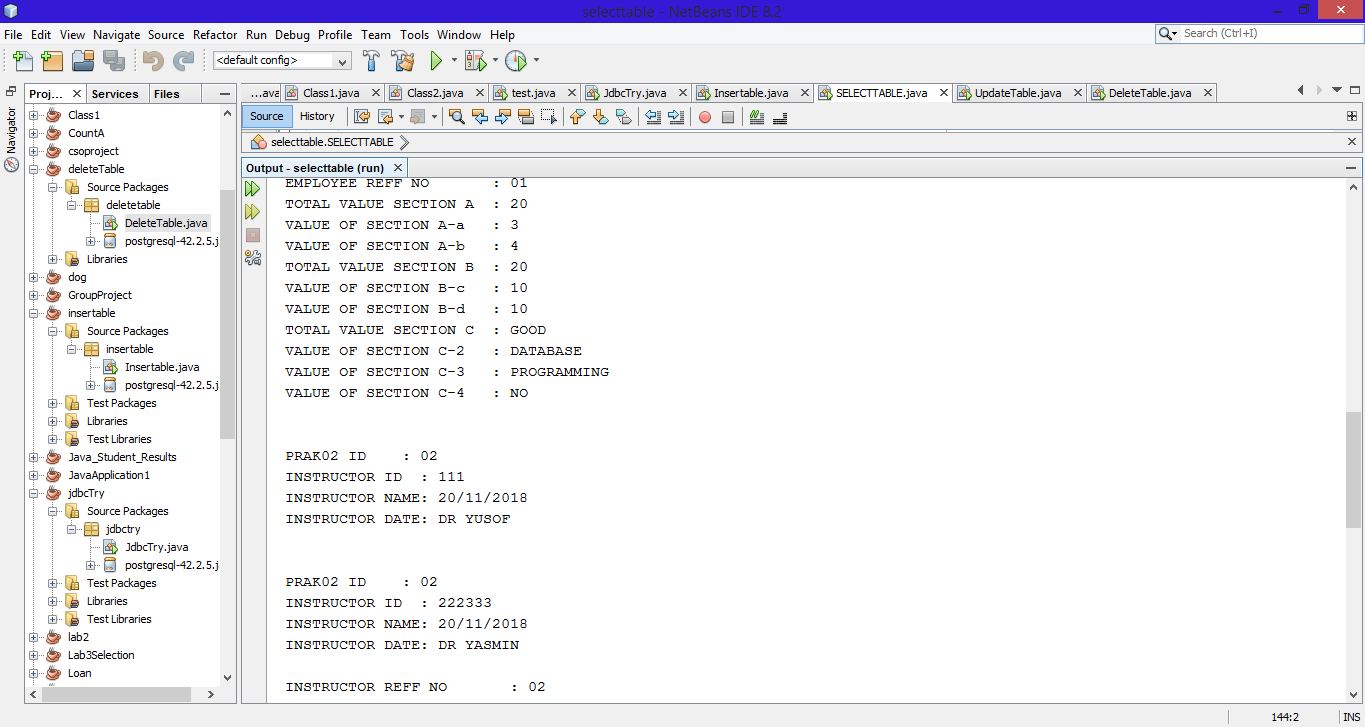 selecttable - NetBeans IDE 8.2
File Edit View Navigate Source Refactor Run Debug Profile Team Tools Window Help
Search (Ctrl+I)
<default config>
Proj... Services Files
Navigator
Class1
CountA
csoproject
deleteTable
Source Packages
deletetable
DeleteTable.java
postgresql-42.2.5.j
Libraries
dog
GroupProject
insertable
Source Packages
insertable
Insertable.java
postgresql-42.2.5.j
Test Packages
Libraries
Test Libraries
Java_Student_Results
JavaApplication1
jdbcTry
Source Packages
jdbctry
JdbcTry.java
postgresql-42.2.5.j
Test Packages
Libraries
Test Libraries
lab2
Lab3Selection
Loan
...ava Class1.java Class2.java test.java JdbcTry.java Insertable.java SELECTTABLE.java UpdateTable.java DeleteTable.java
Source History
selecttable.SELECTTABLE
Output - selecttable (run)
EMPLOYEE REFF NO : 01
TOTAL VALUE SECTION A : 20
VALUE OF SECTION A-a : 3
VALUE OF SECTION A-b : 4
TOTAL VALUE SECTION B : 20
VALUE OF SECTION B-c : 10
VALUE OF SECTION B-d : 10
TOTAL VALUE SECTION C : GOOD
VALUE OF SECTION C-2 : DATABASE
VALUE OF SECTION C-3 : PROGRAMMING
VALUE OF SECTION C-4 : NO
PRAK02 ID : 02
INSTRUCTOR ID : 111
INSTRUCTOR NAME: 20/11/2018
INSTRUCTOR DATE: DR YUSOF
PRAK02 ID : 02
INSTRUCTOR ID : 222333
INSTRUCTOR NAME: 20/11/2018
INSTRUCTOR DATE: DR YASMIN
INSTRUCTOR REFF NO : 02
144:2 INS